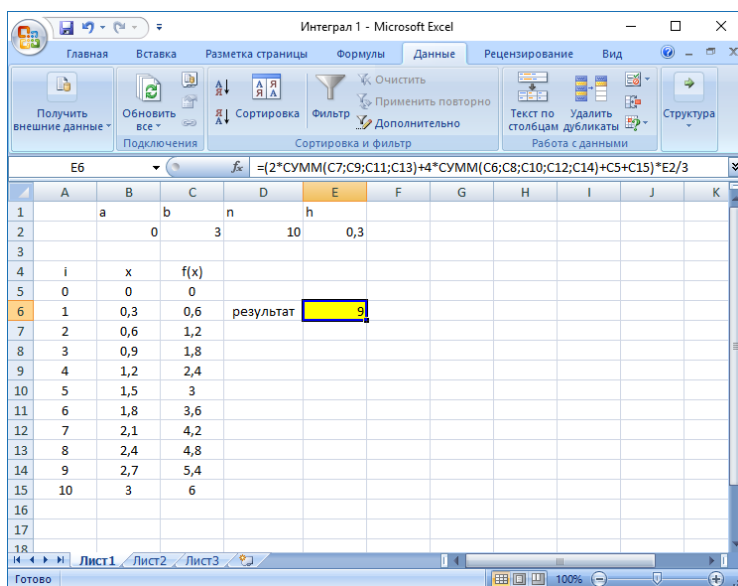 Интеграл 1 - Microsoft Excel
Главная Вставка Разметка страницы Формулы Данные Рецензирование Вид
Получить внешние данные
Обновить все
Подключения
Сортировка
Фильтр
Очистить
Применить повторно
Дополнительно
Сортировка и фильтр
Текст по столбцам
Удалить дубликаты
Работа с данными
Структура
E6 fx =(2*СУММ(C7;C9;C11;C13)+4*СУММ(C6;C8;C10;C12;C14)+C5+C15)*E2/3
A B C D E F G H I J K
1 a b n h
2 0 3 10 0,3
3
4 i x f(x)
5 0 0 0
6 1 0,3 0,6 результат 9
7 2 0,6 1,2
8 3 0,9 1,8
9 4 1,2 2,4
10 5 1,5 3
11 6 1,8 3,6
12 7 2,1 4,2
13 8 2,4 4,8
14 9 2,7 5,4
15 10 3 6
16
17
18
Лист1 Лист2 Лист3
Готово 100%